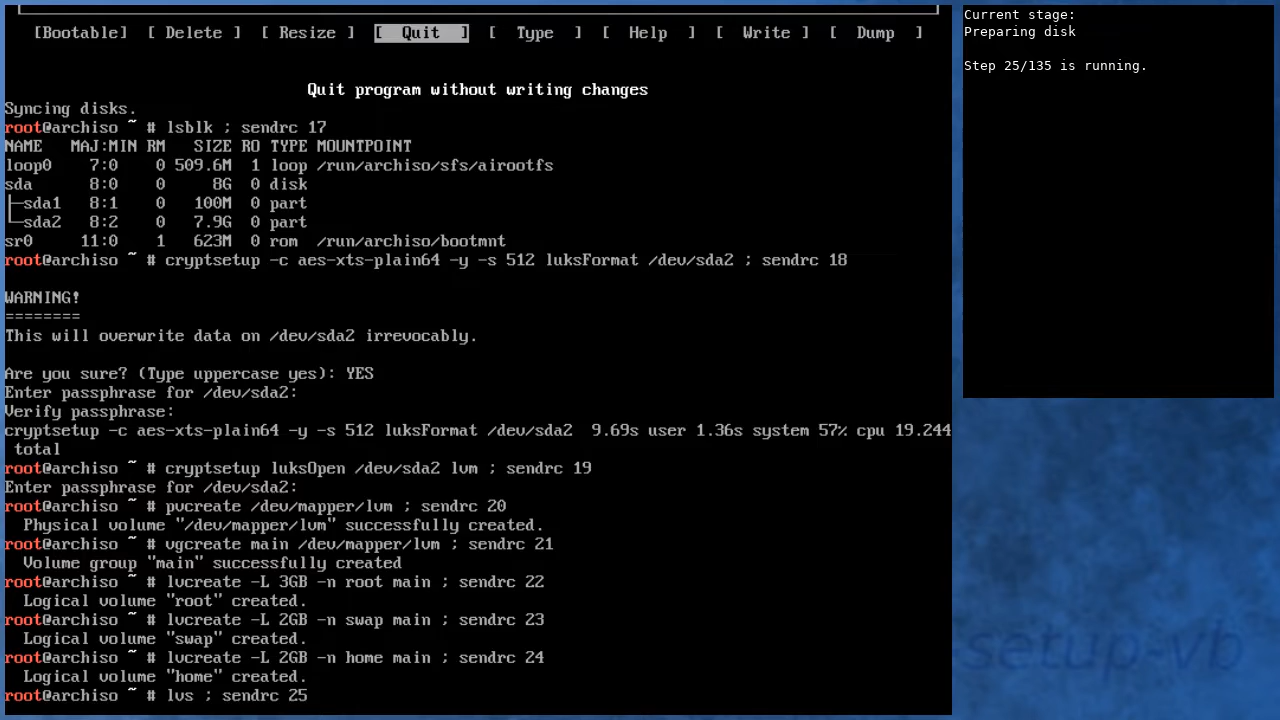 [Bootable] [ Delete ] [ Resize ] [ Quit ] [ Type ] [ Help ] [ Write ] [ Dump ]
Quit program without writing changes
Syncing disks.
root@archiso ~ # lsblk ; sendrc 17
NAME   MAJ:MIN RM   SIZE RO TYPE MOUNTPOINT
loop0    7:0    0 509.6M  1 loop /run/archiso/sfs/airootfs
sda      8:0    0     8G  0 disk
├─sda1   8:1    0   100M  0 part
└─sda2   8:2    0   7.9G  0 part
sr0     11:0    1   623M  0 rom  /run/archiso/bootmnt
root@archiso ~ # cryptsetup -c aes-xts-plain64 -y -s 512 luksFormat /dev/sda2 ; sendrc 18
WARNING!
========
This will overwrite data on /dev/sda2 irrevocably.
Are you sure? (Type uppercase yes): YES
Enter passphrase for /dev/sda2:
Verify passphrase:
cryptsetup -c aes-xts-plain64 -y -s 512 luksFormat /dev/sda2  9.69s user 1.36s system 57% cpu 19.244
 total
root@archiso ~ # cryptsetup luksOpen /dev/sda2 lvm ; sendrc 19
Enter passphrase for /dev/sda2:
root@archiso ~ # pvcreate /dev/mapper/lvm ; sendrc 20
  Physical volume "/dev/mapper/lvm" successfully created.
root@archiso ~ # vgcreate main /dev/mapper/lvm ; sendrc 21
  Volume group "main" successfully created
root@archiso ~ # lvcreate -L 3GB -n root main ; sendrc 22
  Logical volume "root" created.
root@archiso ~ # lvcreate -L 2GB -n swap main ; sendrc 23
  Logical volume "swap" created.
root@archiso ~ # lvcreate -L 2GB -n home main ; sendrc 24
  Logical volume "home" created.
root@archiso ~ # lvs ; sendrc 25
Current stage:
Preparing disk
Step 25/135 is running.
setup-vb